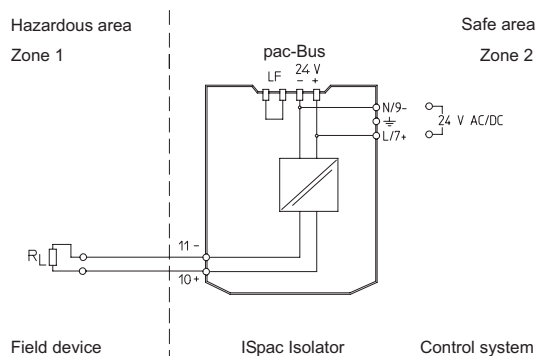 Hazardous area
Safe area
Zone 1
pac-Bus
Zone 2
LF
24 V
- +
N/9-
L/7+
24 V AC/DC
11 -
RL
10+
Field device
ISpac Isolator
Control system